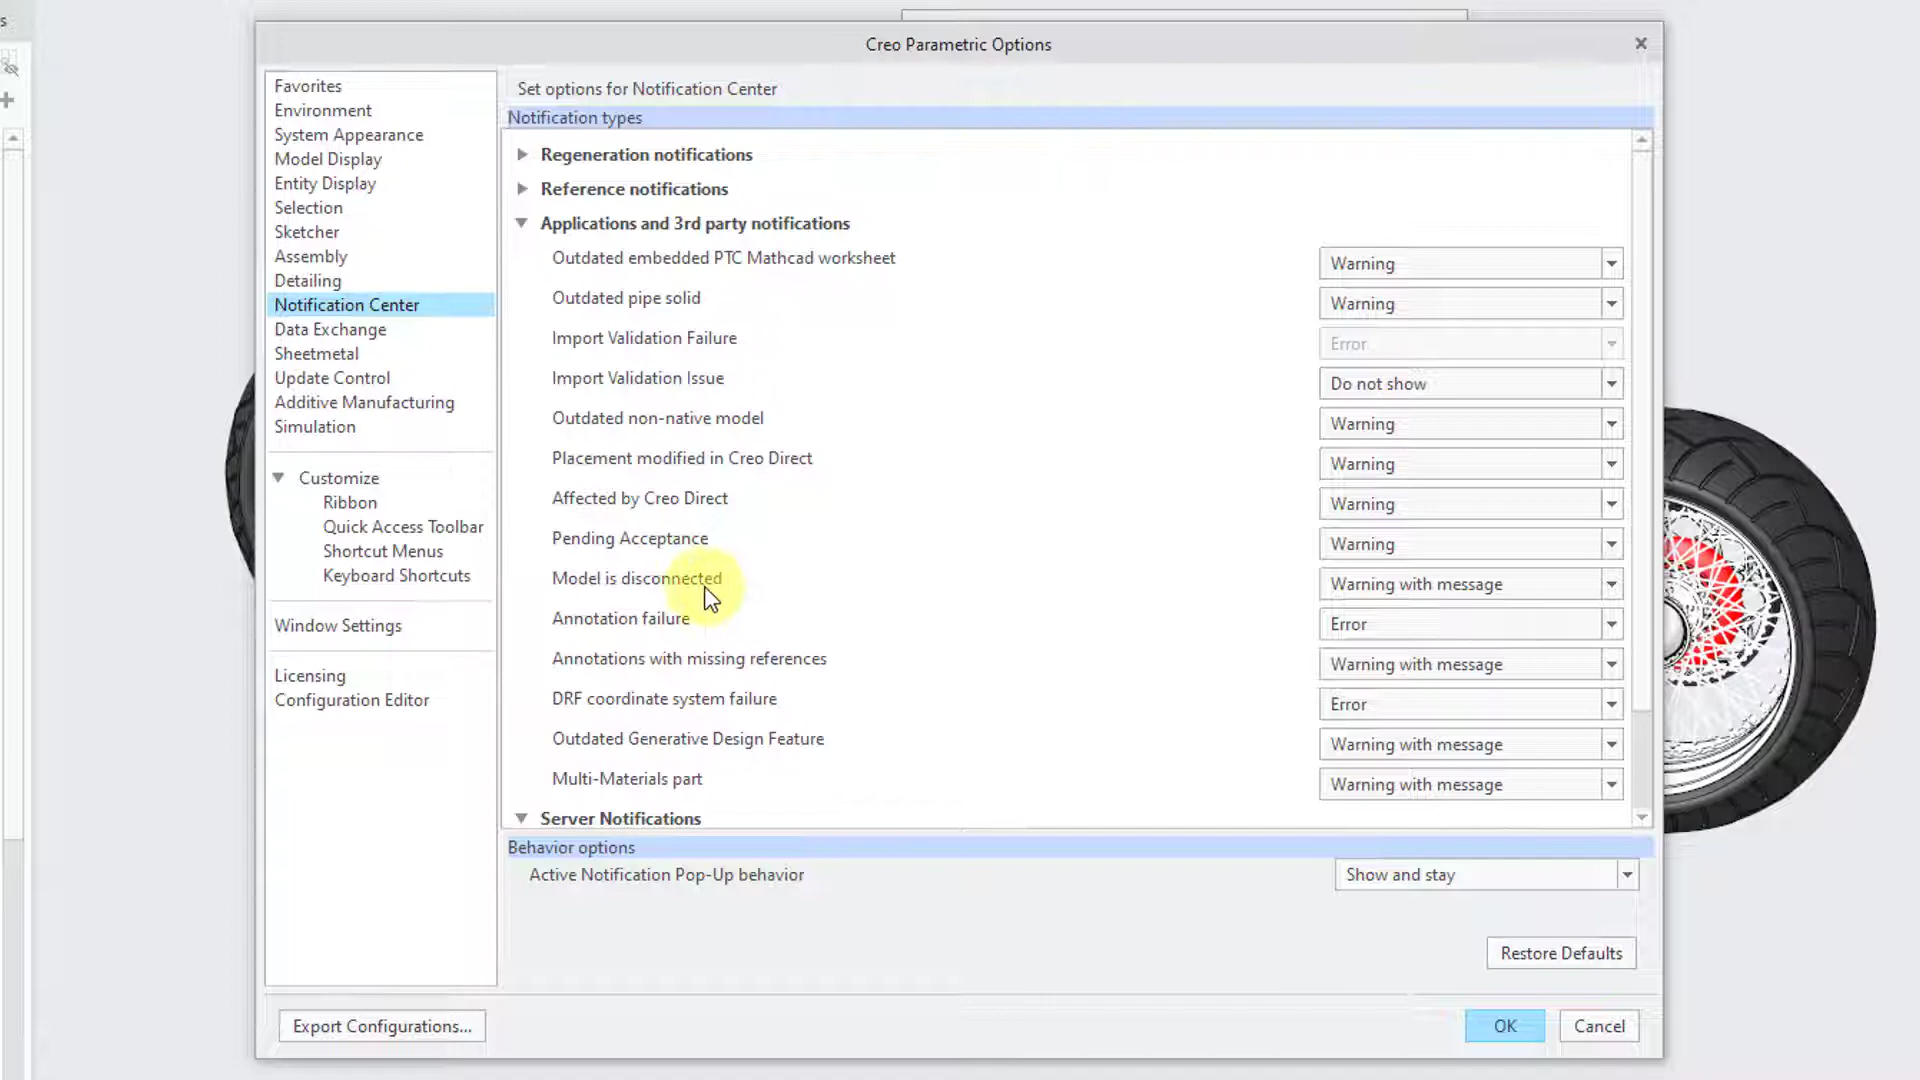 s
Creo Parametric Options
Favorites
Environment
System Appearance
Model Display
Entity Display
Selection
Sketcher
Assembly
Detailing
Notification Center
Data Exchange
Sheetmetal
Update Control
Additive Manufacturing
Simulation
Customize
Ribbon
Quick Access Toolbar
Shortcut Menus
Keyboard Shortcuts
Window Settings
Licensing
Configuration Editor
Set options for Notification Center
Notification types
Regeneration notifications
Reference notifications
Applications and 3rd party notifications
Outdated embedded PTC Mathcad worksheet Warning
Outdated pipe solid Warning
Import Validation Failure Error
Import Validation Issue Do not show
Outdated non-native model Warning
Placement modified in Creo Direct Warning
Affected by Creo Direct Warning
Pending Acceptance Warning
Model is disconnected Warning with message
Annotation failure Error
Annotations with missing references Warning with message
DRF coordinate system failure Error
Outdated Generative Design Feature Warning with message
Multi-Materials part Warning with message
Server Notifications
Behavior options
Active Notification Pop-Up behavior Show and stay
Restore Defaults
Export Configurations...
OK
Cancel